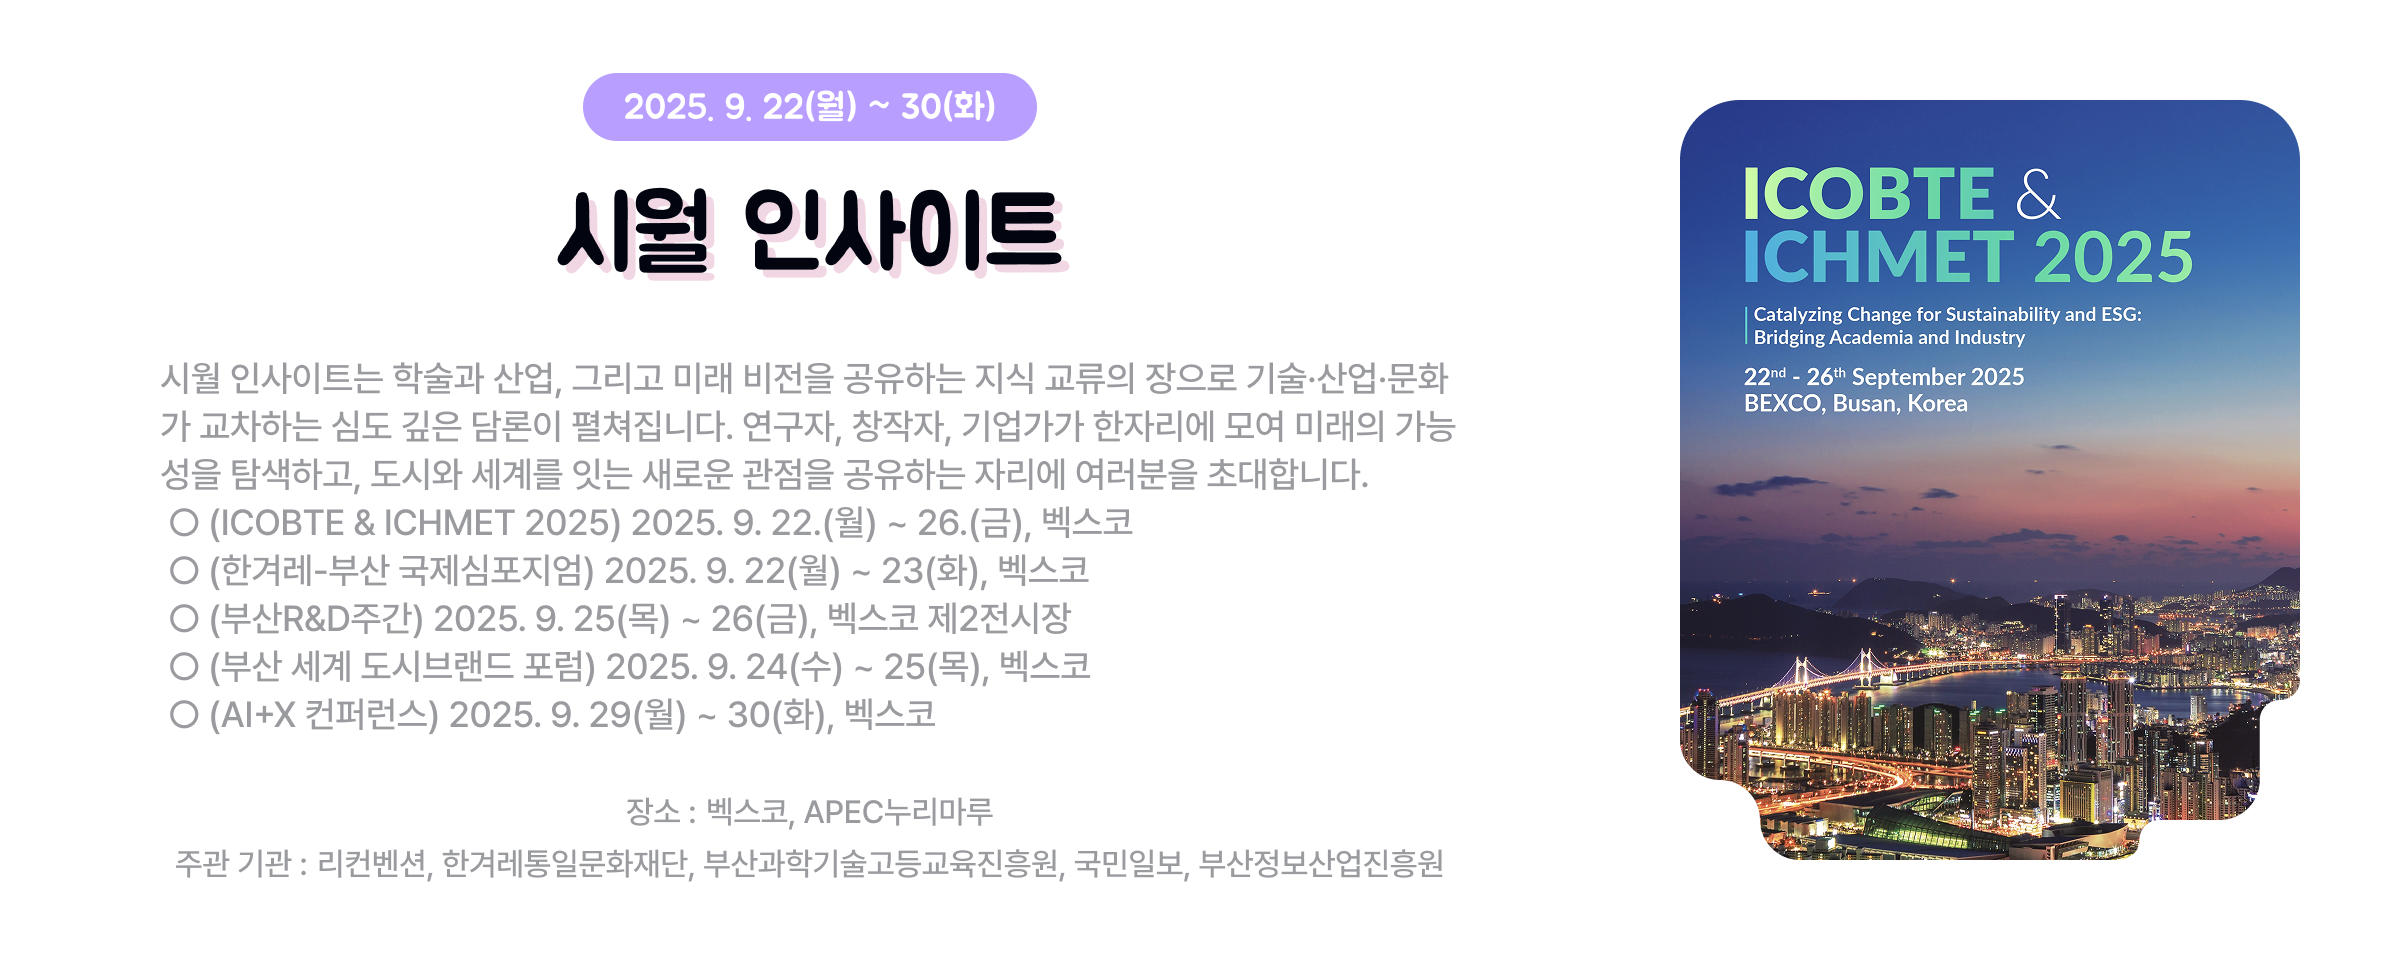 2025. 9. 22(월) ~ 30(화)
시월 인사이트
시월 인사이트는 학술과 산업, 그리고 미래 비전을 공유하는 지식 교류의 장으로 기술·산업·문화
가 교차하는 심도 깊은 담론이 펼쳐집니다. 연구자, 창작자, 기업가가 한자리에 모여 미래의 가능
성을 탐색하고, 도시와 세계를 잇는 새로운 관점을 공유하는 자리에 여러분을 초대합니다.
○ (ICOBTE & ICHMET 2025) 2025. 9. 22.(월) ~ 26.(금), 벡스코
○ (한겨레-부산 국제심포지엄) 2025. 9. 22(월) ~ 23(화), 벡스코
○ (부산R&D주간) 2025. 9. 25(목) ~ 26(금), 벡스코 제2전시장
○ (부산 세계 도시브랜드 포럼) 2025. 9. 24(수) ~ 25(목), 벡스코
○ (AI+X 컨퍼런스) 2025. 9. 29(월) ~ 30(화), 벡스코
장소 : 벡스코, APEC누리마루
주관 기관 : 리컨벤션, 한겨레통일문화재단, 부산과학기술고등교육진흥원, 국민일보, 부산정보산업진흥원
ICOBTE &
ICHMET 2025
Catalyzing Change for Sustainability and ESG:
Bridging Academia and Industry
22nd - 26th September 2025
BEXCO, Busan, Korea